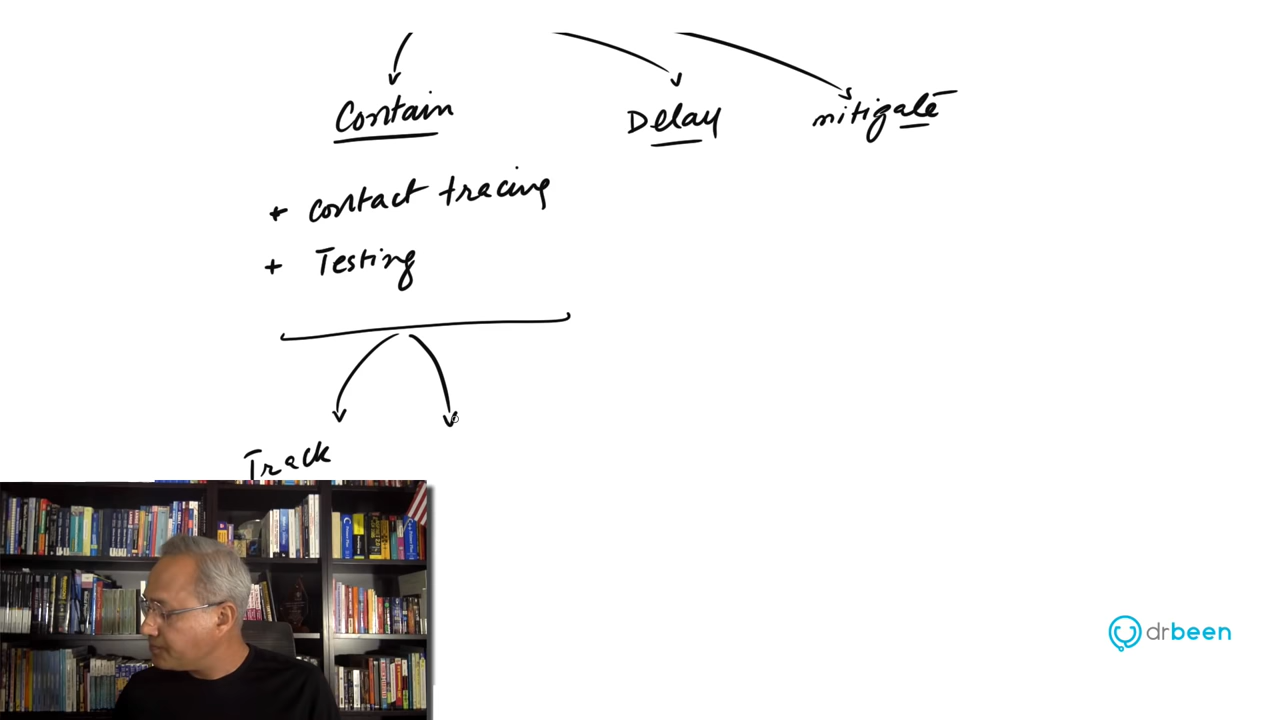 Contain Delay mitigate
+ contact tracing
+ Testing
Track
drbeen